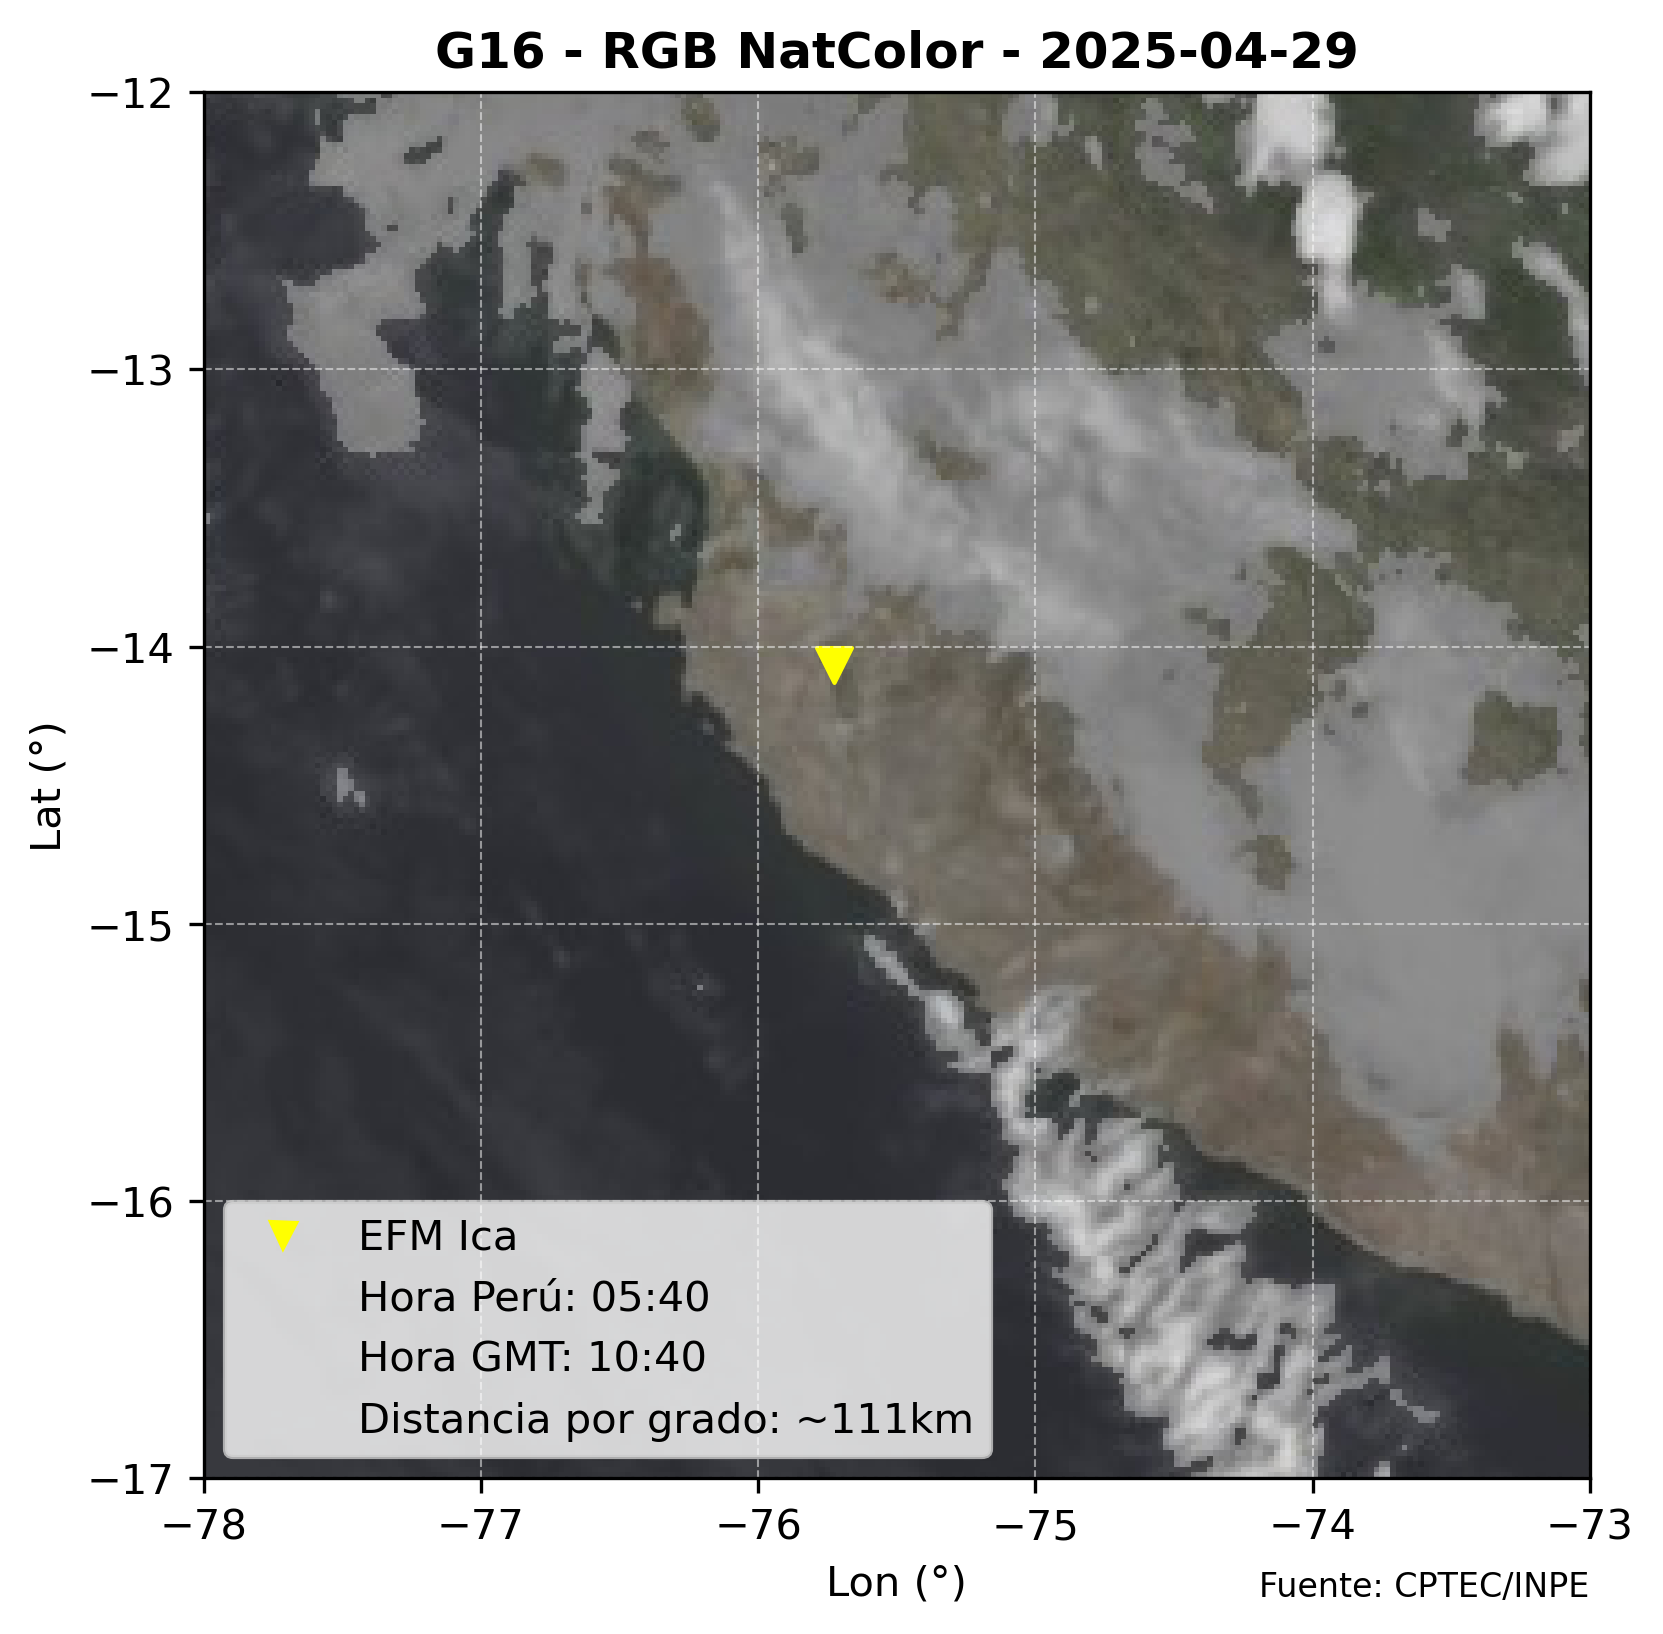 G16 - RGB NatColor - 2025-04-29
−12
−13
−14
−15
−16
−17
Lat (°)
EFM Ica
Hora Perú: 05:40
Hora GMT: 10:40
Distancia por grado: ~111km
−78
−77
−76
−75
−74
−73
Lon (°)
Fuente: CPTEC/INPE